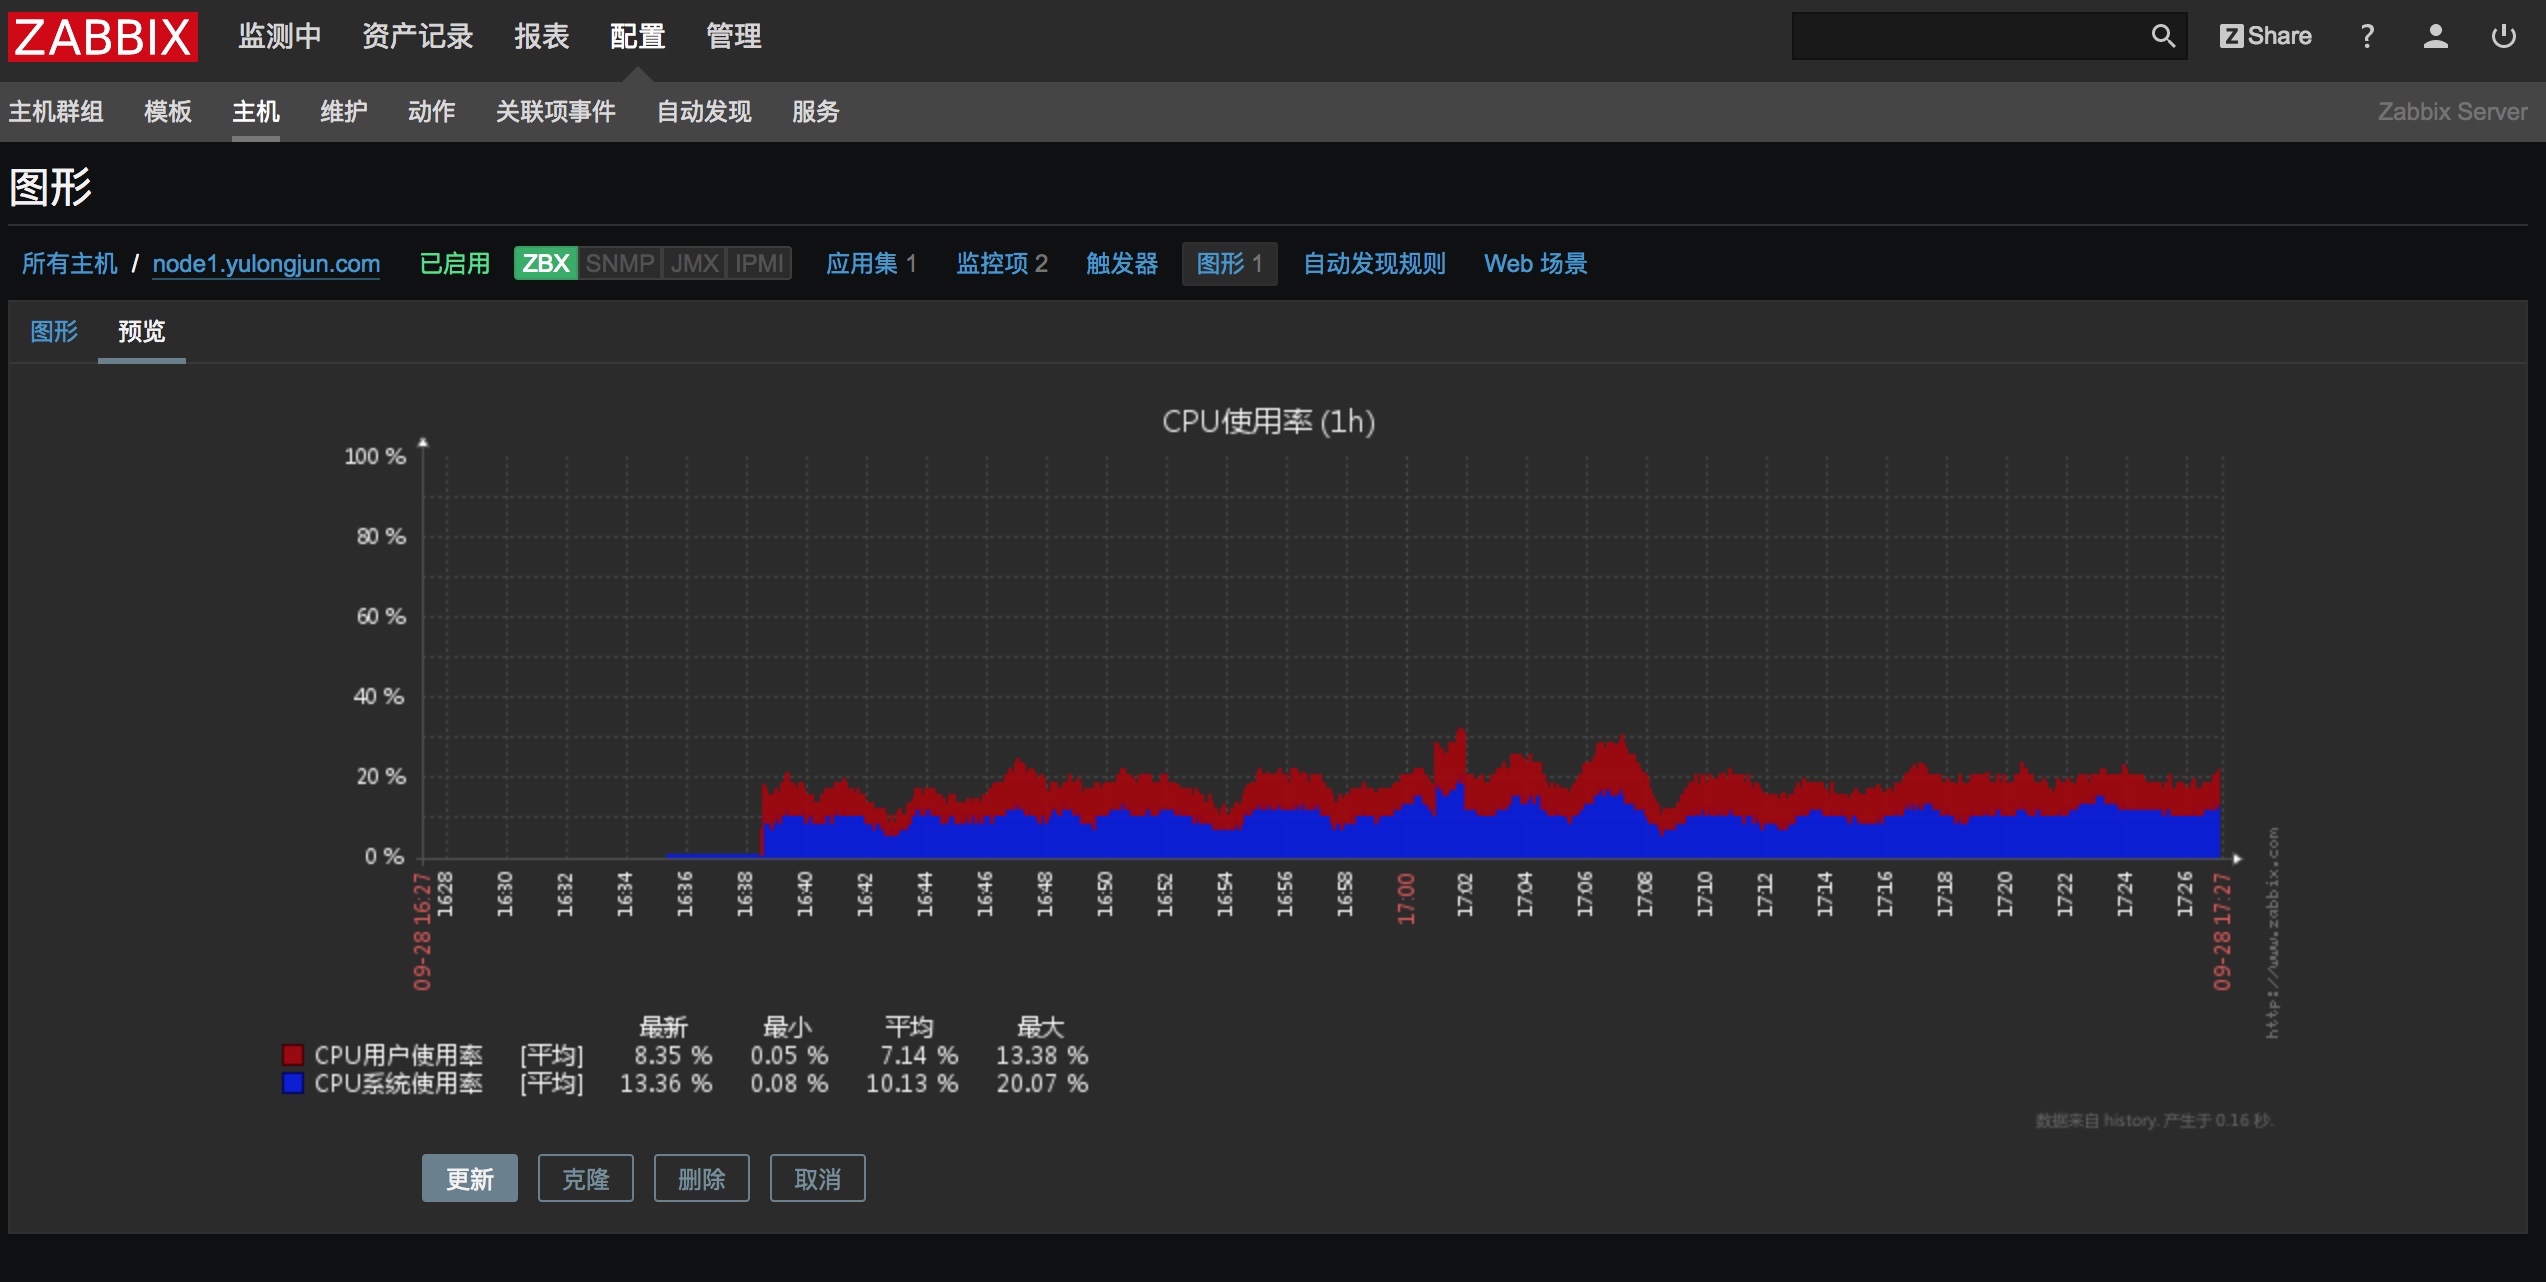 ZABBIX 监测中 资产记录 报表 配置 管理 Z Share ?
主机群组 模板 主机 维护 动作 关联项事件 自动发现 服务 Zabbix Server
图形
所有主机 / node1.yulongjun.com 已启用 ZBX SNMP JMX IPMI 应用集 1 监控项 2 触发器 图形 1 自动发现规则 Web 场景
图形 预览
CPU使用率 (1h)
100 %
80 %
60 %
40 %
20 %
0 %
09-28 16:27 16:28 16:30 16:32 16:34 16:36 16:38 16:40 16:42 16:44 16:46 16:48 16:50 16:52 16:54 16:56 16:58 17:00 17:02 17:04 17:06 17:08 17:10 17:12 17:14 17:16 17:18 17:20 17:22 17:24 17:26 09-28 17:27
http://www.zabbix.com
最新 最小 平均 最大
CPU用户使用率 [平均] 8.35 % 0.05 % 7.14 % 13.38 %
CPU系统使用率 [平均] 13.36 % 0.08 % 10.13 % 20.07 %
数据来自 history. 产生于 0.16 秒.
更新 克隆 删除 取消